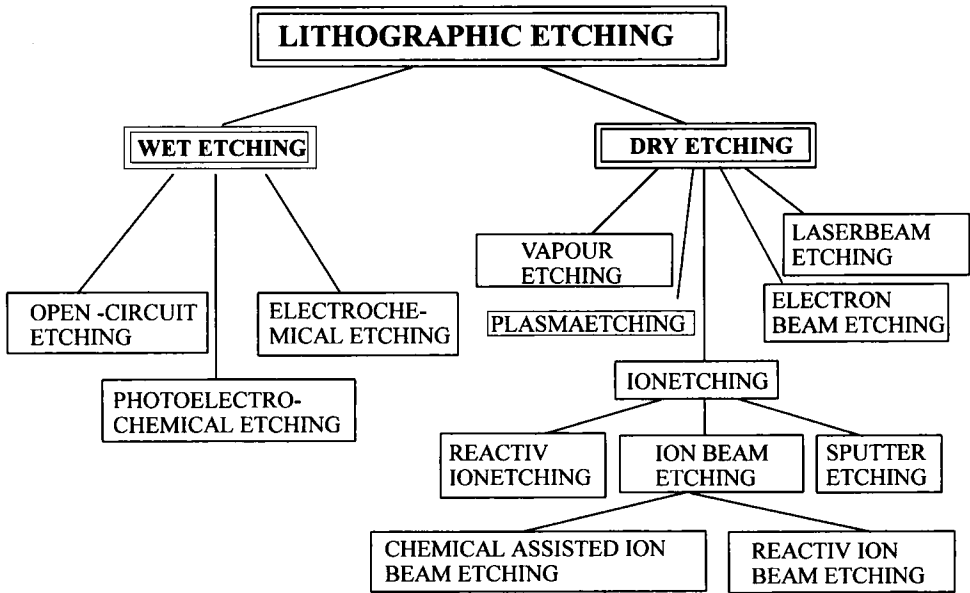 LITHOGRAPHIC ETCHING
WET ETCHING
DRY ETCHING
OPEN -CIRCUIT
ETCHING
PHOTOELECTRO-
CHEMICAL ETCHING
ELECTROCHE-
MICAL ETCHING
VAPOUR
ETCHING
PLASMAETCHING
LASERBEAM
ETCHING
ELECTRON
BEAM ETCHING
IONETCHING
REACTIV
IONETCHING
ION BEAM
ETCHING
SPUTTER
ETCHING
CHEMICAL ASSISTED ION
BEAM ETCHING
REACTIV ION
BEAM ETCHING